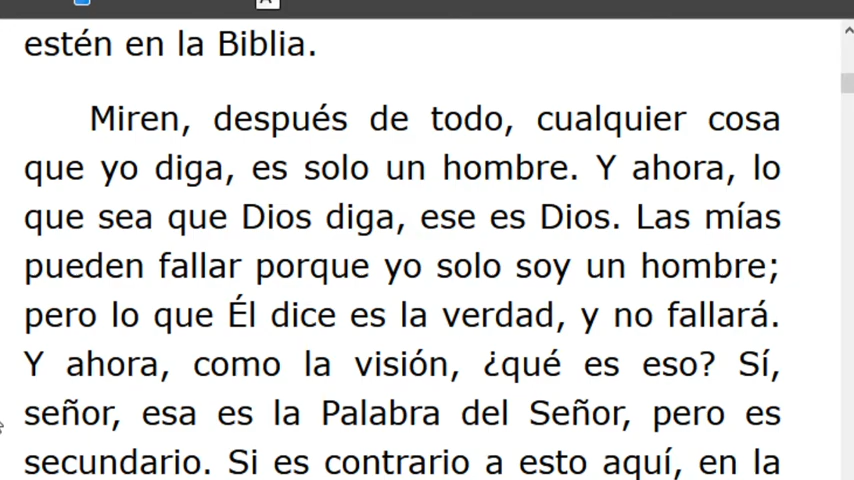 estén en la Biblia.
Miren, después de todo, cualquier cosa
que yo diga, es solo un hombre. Y ahora, lo
que sea que Dios diga, ese es Dios. Las mías
pueden fallar porque yo solo soy un hombre;
pero lo que Él dice es la verdad, y no fallará.
Y ahora, como la visión, ¿qué es eso? Sí,
señor, esa es la Palabra del Señor, pero es
secundario. Si es contrario a esto aquí, en la